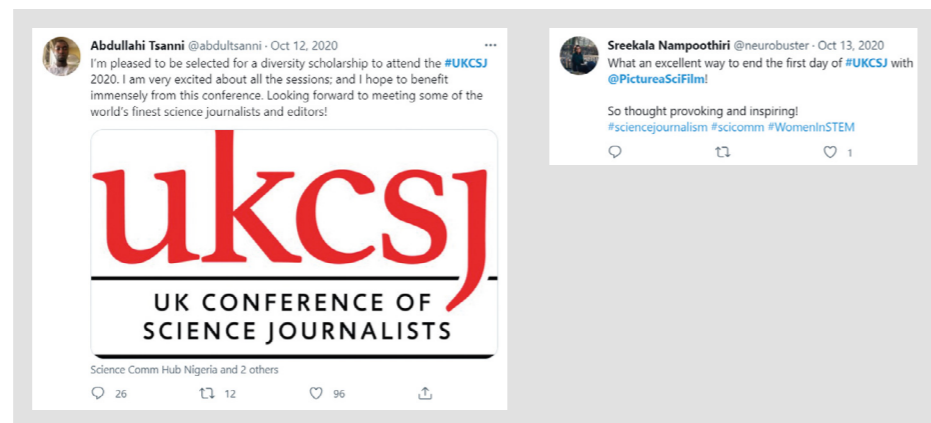 Abdullahi Tsanni @abdultsanni · Oct 12, 2020
I'm pleased to be selected for a diversity scholarship to attend the #UKCSJ
2020. I am very excited about all the sessions; and I hope to benefit
immensely from this conference. Looking forward to meeting some of the
world's finest science journalists and editors!
ukcsj
UK CONFERENCE OF
SCIENCE JOURNALISTS
Science Comm Hub Nigeria and 2 others
26 12 96
Sreekala Nampoothiri @neurobuster · Oct 13, 2020
What an excellent way to end the first day of #UKCSJ with
@PictureaSciFilm!
So thought provoking and inspiring!
#sciencejournalism #scicomm #WomenInSTEM
1